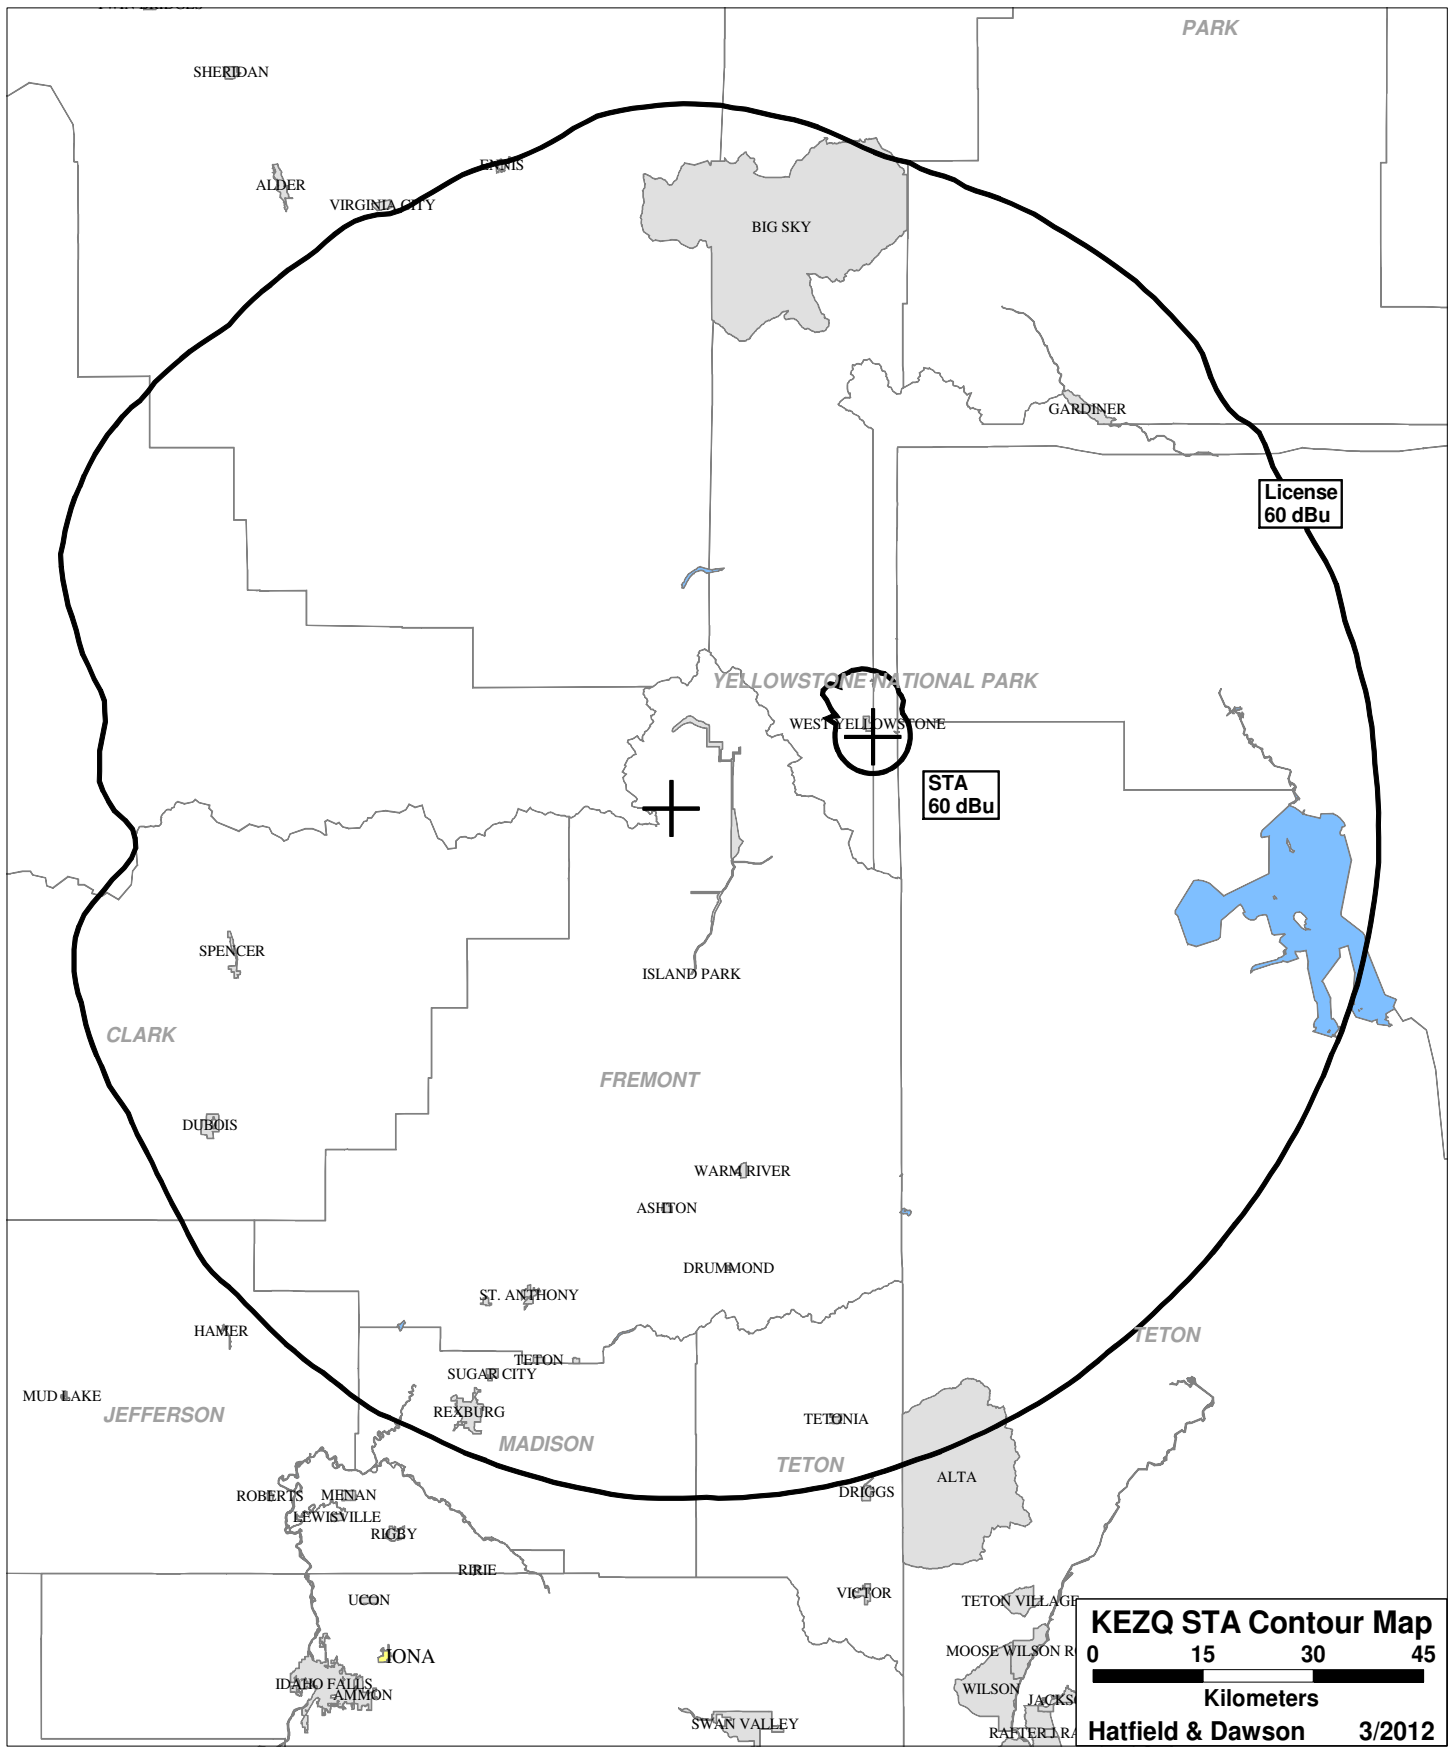 PARK
SHERIDAN
ENNIS
ALDER
VIRGINIA CITY
BIG SKY
GARDINER
License
60 dBu
YELLOWSTONE NATIONAL PARK
WEST YELLOWSTONE
STA
60 dBu
SPENCER
ISLAND PARK
CLARK
FREMONT
DUBOIS
WARM RIVER
ASHTON
DRUMMOND
ST. ANTHONY
HAMER
TETON
TETON
SUGAR CITY
MUD LAKE
JEFFERSON
REXBURG
TETONIA
MADISON
TETON
ALTA
DRIGGS
ROBERTS
MENAN
LEWISVILLE
RIGBY
RIRIE
UCON
VICTOR
TETON VILLAGE
IONA
MOOSE WILSON R
IDAHO FALLS
AMMON
WILSON
JACKS
SWAN VALLEY
RAFTER J RA
KEZQ STA Contour Map
0 15 30 45
Kilometers
Hatfield & Dawson 3/2012